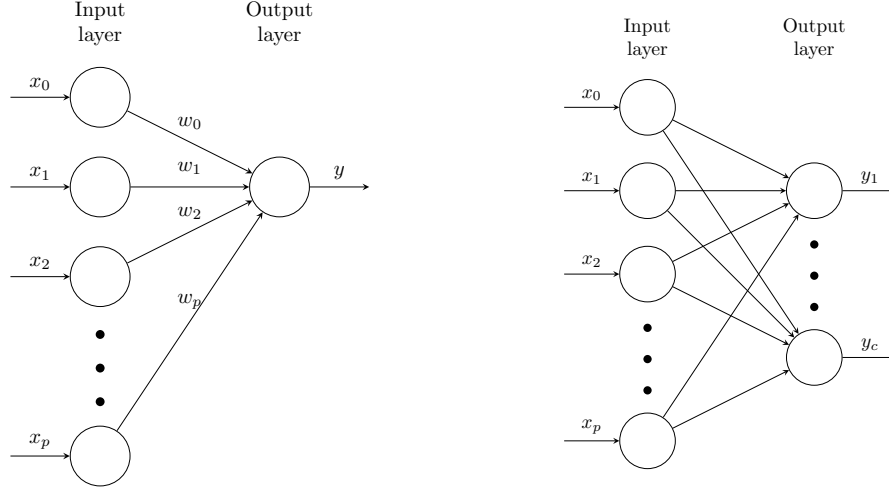 Input
layer
Output
layer
x₀
w₀
x₁
w₁
y
x₂
w₂
wₚ
xₚ
Input
layer
Output
layer
x₀
x₁
y₁
x₂
y_c
xₚ